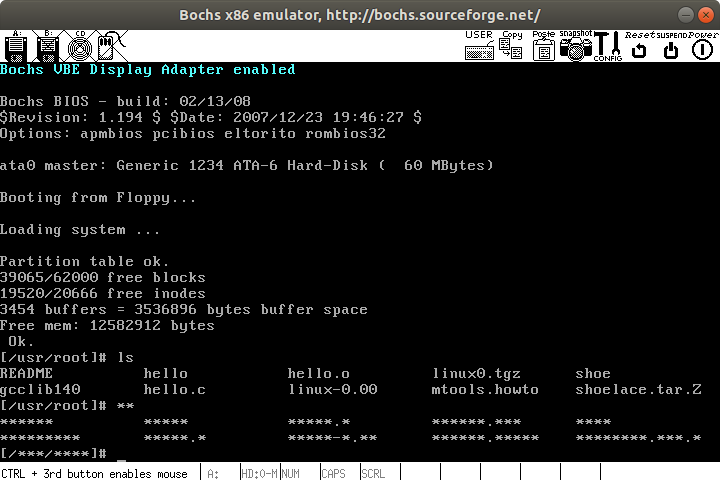 Bochs x86 emulator, http://bochs.sourceforge.net/
A: B: CD USER Copy Paste Snapshot CONFIG Reset SUSPEND Power
Bochs VBE Display Adapter enabled
Bochs BIOS - build: 02/13/08
$Revision: 1.194 $ $Date: 2007/12/23 19:46:27 $
Options: apmbios pcibios eltorito rombios32
ata0 master: Generic 1234 ATA-6 Hard-Disk (  60 MBytes)
Booting from Floppy...
Loading system ...
Partition table ok.
39065/62000 free blocks
19520/20666 free inodes
3454 buffers = 3536896 bytes buffer space
Free mem: 12582912 bytes
 Ok.
[/usr/root]# ls
README          hello           hello.o         linux0.tgz      shoe
gcclib140       hello.c         linux-0.00      mtools.howto    shoelace.tar.Z
[/usr/root]# **
******          *****           *****.*         ******.***      ****
*********       *****.*         *****-*.**      ******.*****    ********.***.*
[/***/****]# _
CTRL + 3rd button enables mouse A: HD:0-M NUM CAPS SCRL